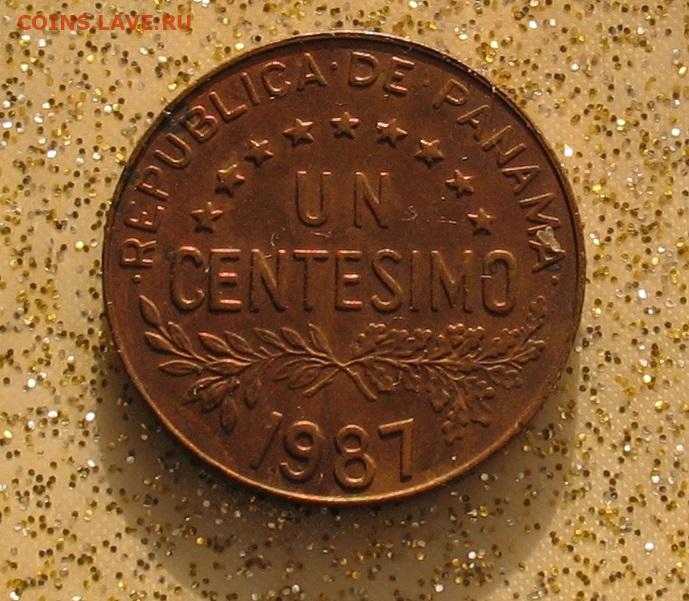 COINS.LAVE.RU
·REPUBLICA·DE·PANAMA·
UN
CENTESIMO
1987